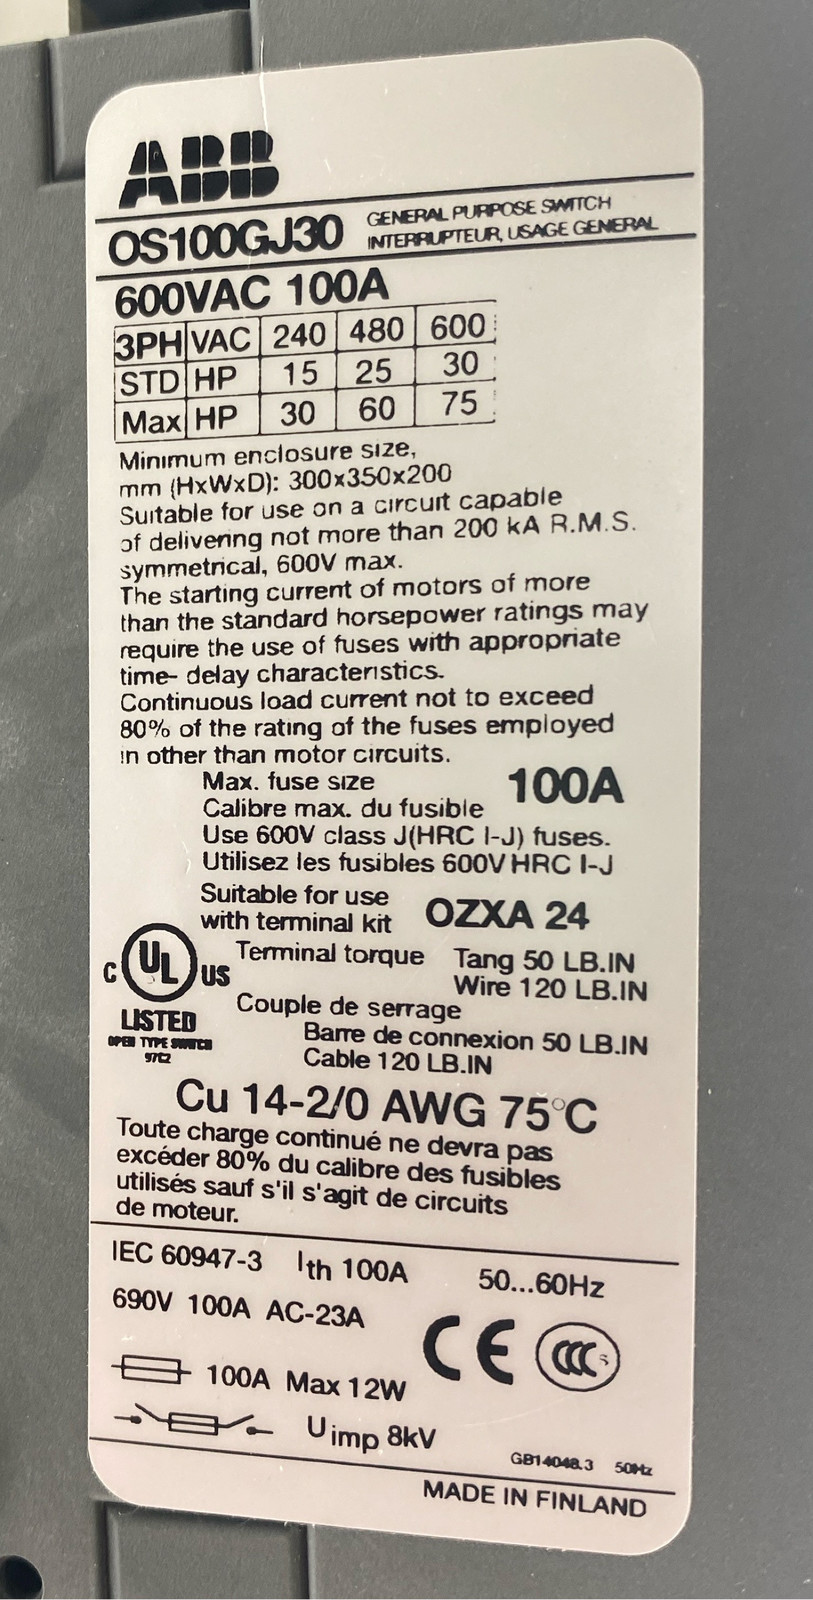 ABB
OS100GJ30 GENERAL PURPOSE SWITCH
INTERRUPTEUR, USAGE GENERAL
600VAC 100A
3PH VAC 240 480 600
STD HP 15 25 30
Max HP 30 60 75
Minimum enclosure size,
mm (HxWxD): 300x350x200
Suitable for use on a circuit capable
of delivering not more than 200 kA R.M.S.
symmetrical, 600V max.
The starting current of motors of more
than the standard horsepower ratings may
require the use of fuses with appropriate
time- delay characteristics.
Continuous load current not to exceed
80% of the rating of the fuses employed
in other than motor circuits.
Max. fuse size 100A
Calibre max. du fusible
Use 600V class J(HRC I-J) fuses.
Utilisez les fusibles 600V HRC I-J
Suitable for use
with terminal kit OZXA 24
C UL US
LISTED
OPEN TYPE SWITCH
97C2
Terminal torque Tang 50 LB.IN
Wire 120 LB.IN
Couple de serrage
Barre de connexion 50 LB.IN
Cable 120 LB.IN
Cu 14-2/0 AWG 75°C
Toute charge continué ne devra pas
excéder 80% du calibre des fusibles
utilisés sauf s'il s'agit de circuits
de moteur.
IEC 60947-3 Ith 100A 50...60Hz
690V 100A AC-23A
CE CCC S
100A Max 12W
Uimp 8kV
GB14048.3 50Hz
MADE IN FINLAND